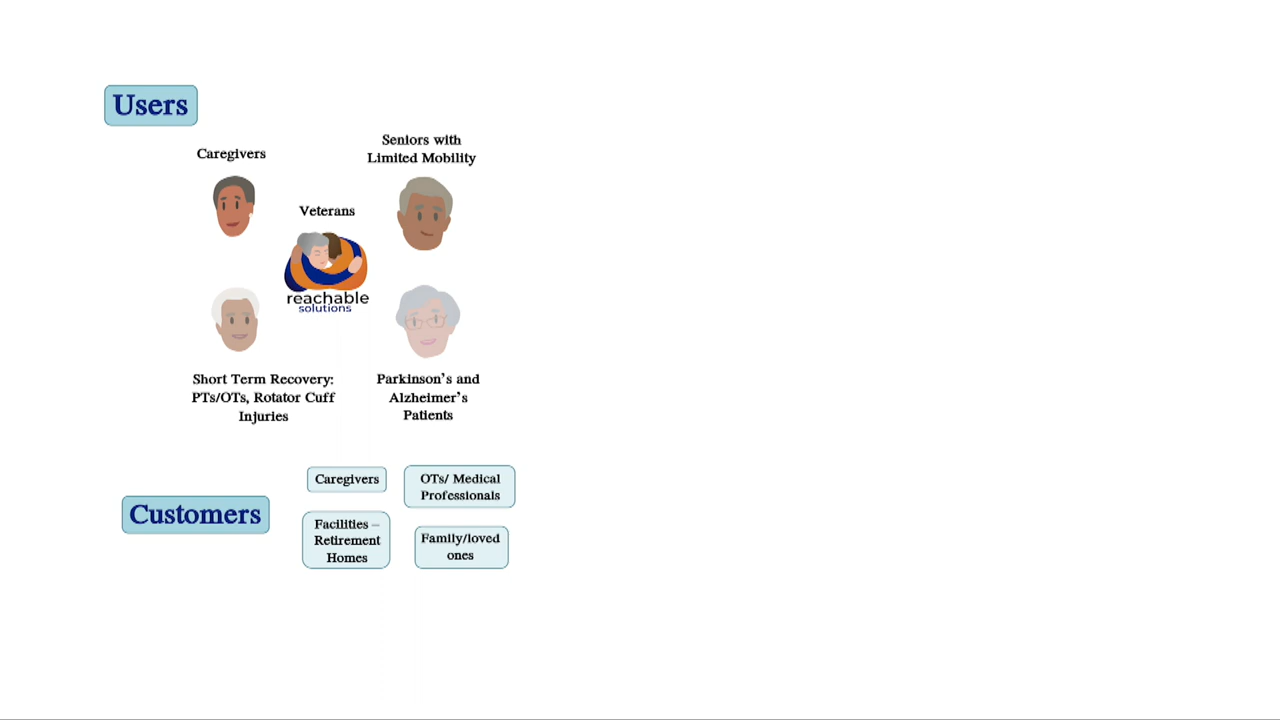 Users
Caregivers
Seniors with
Limited Mobility
Veterans
reachable
solutions
Short Term Recovery:
PTs/OTs, Rotator Cuff
Injuries
Parkinson's and
Alzheimer's
Patients
Customers
Caregivers
OTs/ Medical
Professionals
Facilities –
Retirement
Homes
Family/loved
ones